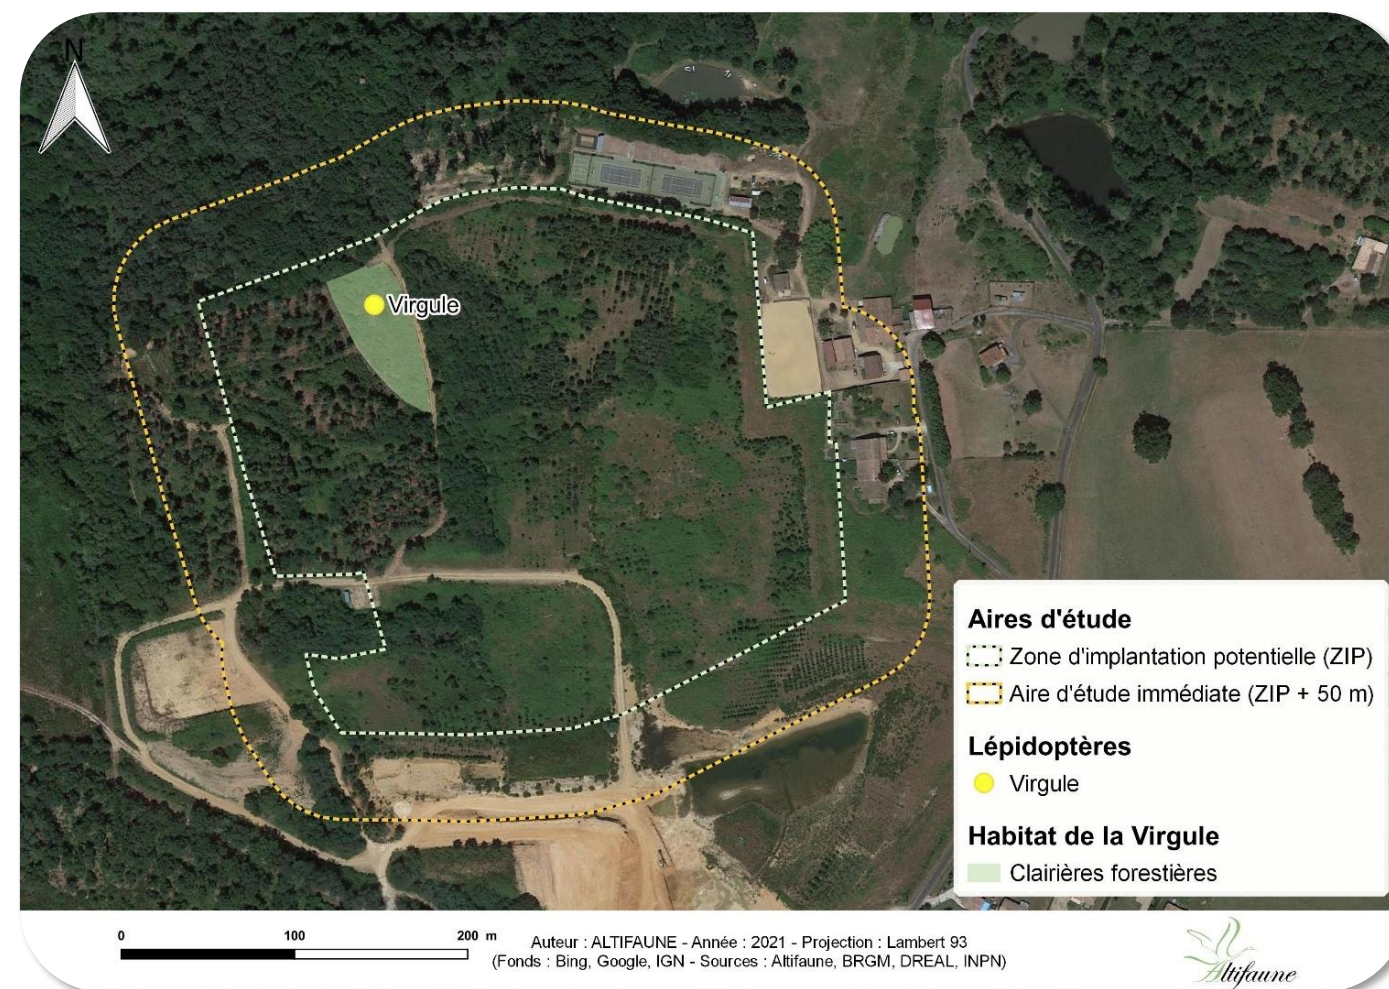 N
Virgule
Aires d'étude
Zone d'implantation potentielle (ZIP)
Aire d'étude immédiate (ZIP + 50 m)
Lépidoptères
Virgule
Habitat de la Virgule
Clairières forestières
0 100 200 m
Auteur : ALTIFAUNE - Année : 2021 - Projection : Lambert 93
(Fonds : Bing, Google, IGN - Sources : Altifaune, BRGM, DREAL, INPN)
Altifaune